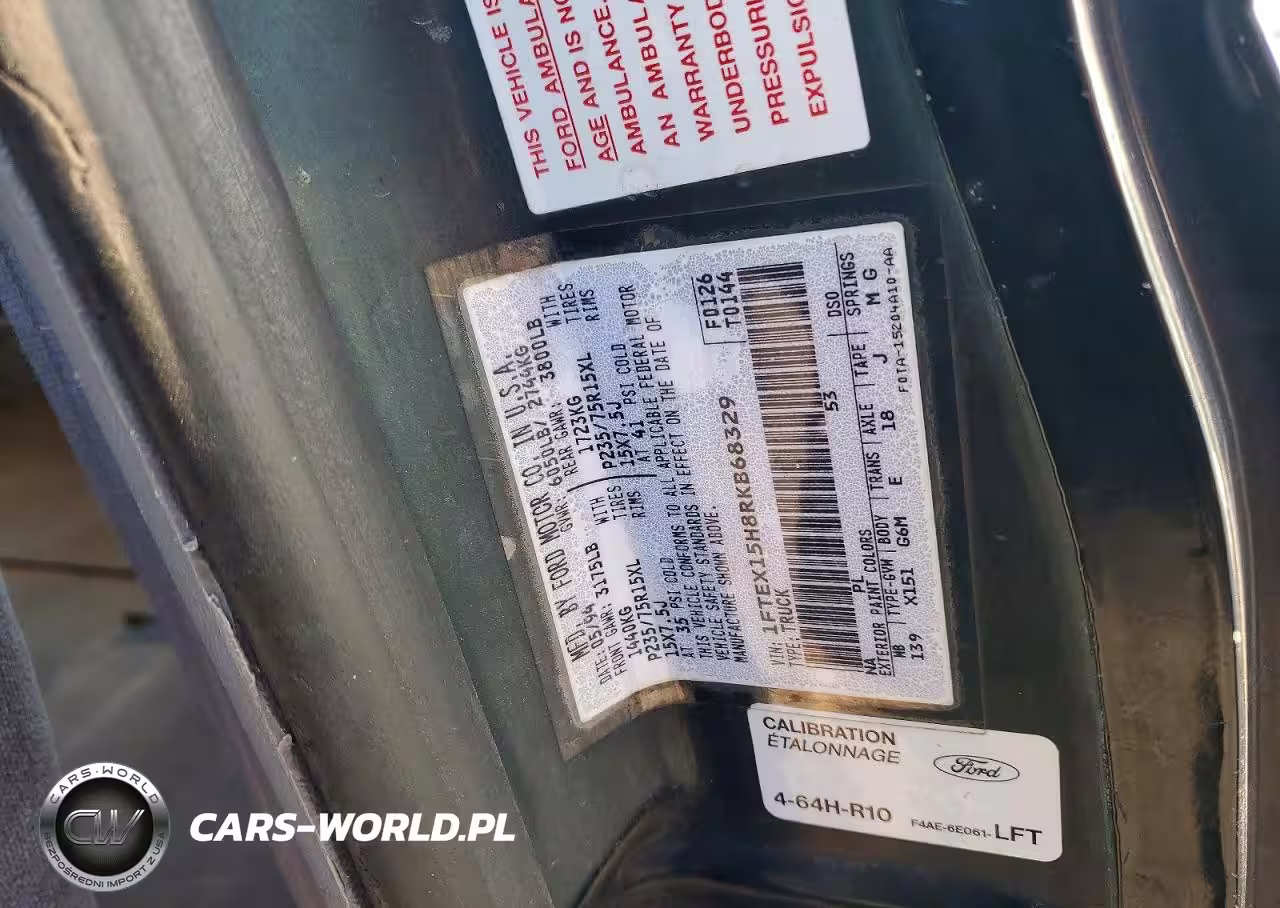 THIS VEHICLE IS
FORD AMBULA
AGE AND IS NO
AMBULANCE.
AN AMBU
WARRANTY
UNDERBOD
PRESSURI
EXPULSIO
MFD. BY FORD MOTOR CO. IN U.S.A.
DATE: 05/94 GVWR: 6050LB/ 2744KG
FRONT GAWR: 3175LB REAR GAWR: 3800LB
1440KG WITH 1723KG WITH
P235/75R15XL TIRES P235/75R15XL TIRES
15X7.5J RIMS 15X7.5J RIMS
AT 35 PSI COLD AT 41 PSI COLD
THIS VEHICLE CONFORMS TO ALL APPLICABLE FEDERAL MOTOR
VEHICLE SAFETY STANDARDS IN EFFECT ON THE DATE OF
MANUFACTURE SHOWN ABOVE.
VIN: 1FTEX15H8RKB68329 F0126
TYPE: TRUCK T0144
NA PL 53 DSO
EXTERIOR PAINT COLORS
WB TYPE-GVW BODY TRANS AXLE TAPE SPRINGS
139 X151 G6M E 18 J M G
F0TA-15204A10-AA
CALIBRATION
ÉTALONNAGE
Ford
4-64H-R10 F4AE-6E061-LFT
CARS-WORLD
CW
BEZPOŚREDNI IMPORT Z USA
CARS-WORLD.PL